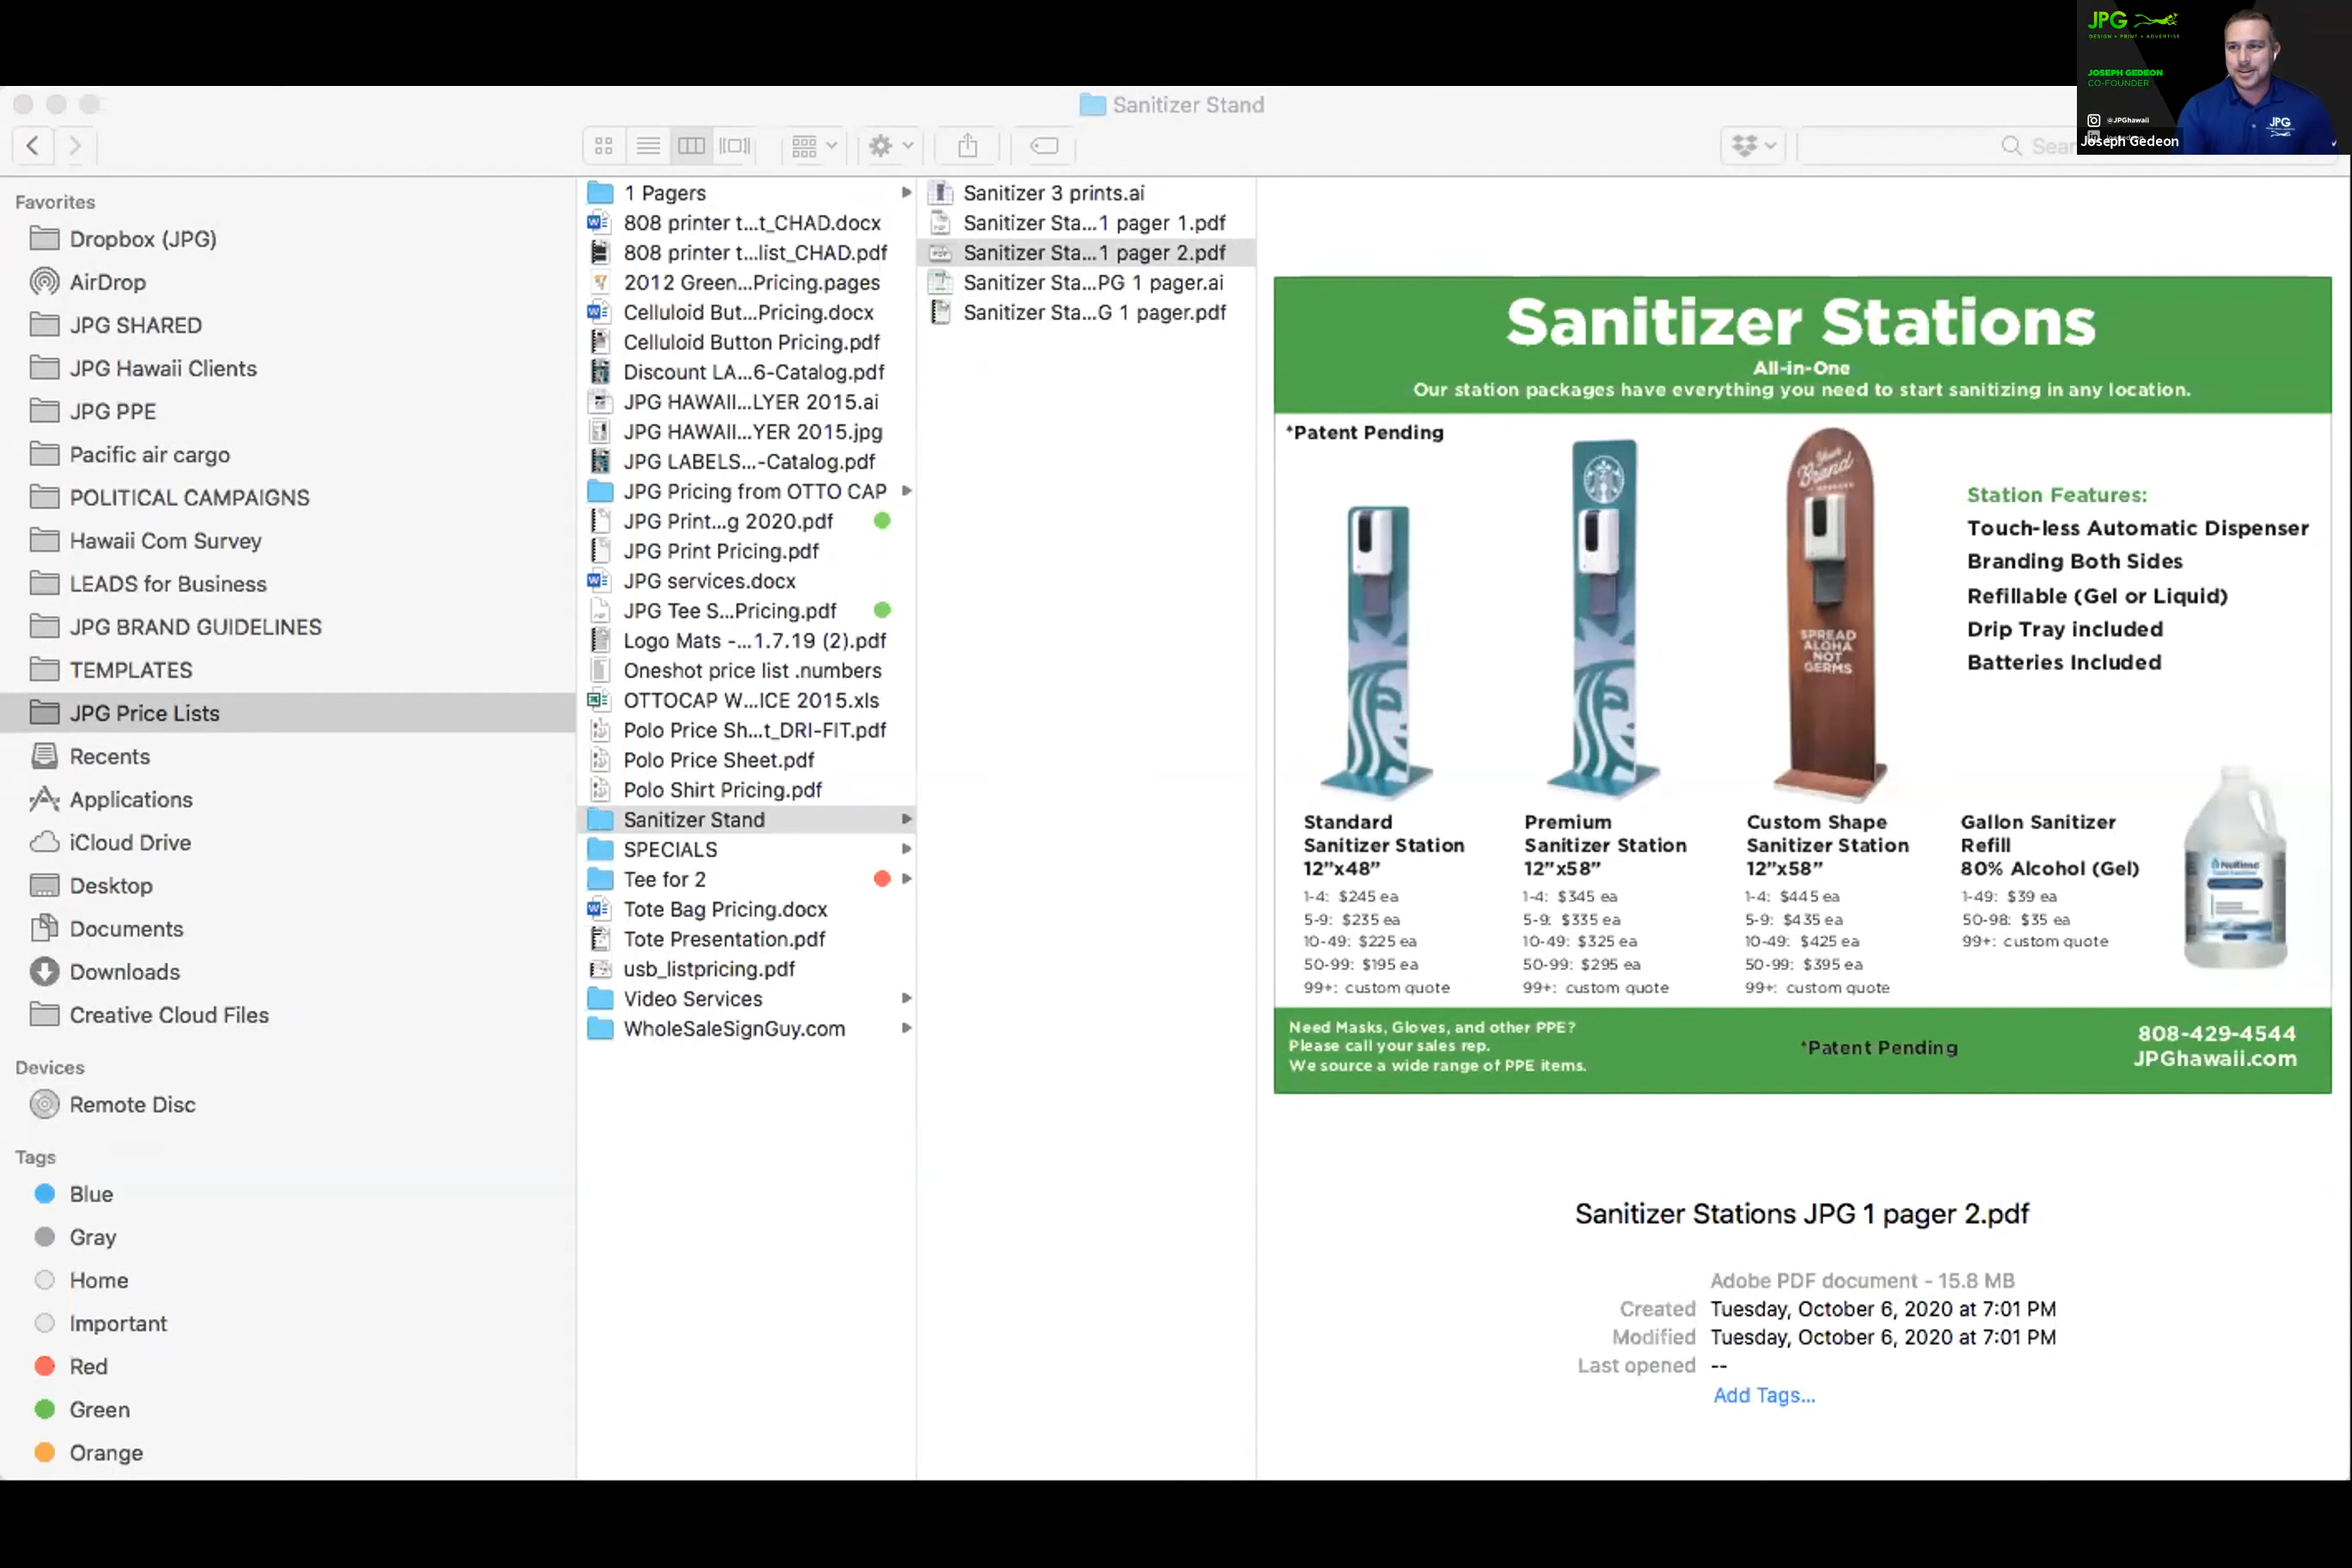 JPG
DESIGN • PRINT • ADVERTISE
JOSEPH GEDEON
CO-FOUNDER
@JPGhawaii
Joseph Gedeon
JPG
Sanitizer Stand
Sear
Favorites
Dropbox (JPG)
AirDrop
JPG SHARED
JPG Hawaii Clients
JPG PPE
Pacific air cargo
POLITICAL CAMPAIGNS
Hawaii Com Survey
LEADS for Business
JPG BRAND GUIDELINES
TEMPLATES
JPG Price Lists
Recents
Applications
iCloud Drive
Desktop
Documents
Downloads
Creative Cloud Files
Devices
Remote Disc
Tags
Blue
Gray
Home
Important
Red
Green
Orange
1 Pagers
808 printer t...t_CHAD.docx
808 printer t...list_CHAD.pdf
2012 Green...Pricing.pages
Celluloid But...Pricing.docx
Celluloid Button Pricing.pdf
Discount LA...6-Catalog.pdf
JPG HAWAII...LYER 2015.ai
JPG HAWAII...YER 2015.jpg
JPG LABELS...-Catalog.pdf
JPG Pricing from OTTO CAP
JPG Print...g 2020.pdf
JPG Print Pricing.pdf
JPG services.docx
JPG Tee S...Pricing.pdf
Logo Mats -...1.7.19 (2).pdf
Oneshot price list .numbers
OTTOCAP W...ICE 2015.xls
Polo Price Sh...t_DRI-FIT.pdf
Polo Price Sheet.pdf
Polo Shirt Pricing.pdf
Sanitizer Stand
SPECIALS
Tee for 2
Tote Bag Pricing.docx
Tote Presentation.pdf
usb_listpricing.pdf
Video Services
WholeSaleSignGuy.com
Sanitizer 3 prints.ai
Sanitizer Sta...1 pager 1.pdf
Sanitizer Sta...1 pager 2.pdf
Sanitizer Sta...PG 1 pager.ai
Sanitizer Sta...G 1 pager.pdf
Sanitizer Stations
All-in-One
Our station packages have everything you need to start sanitizing in any location.
*Patent Pending
Your
Brand
SPREAD
ALOHA
NOT
GERMS
Station Features:
Touch-less Automatic Dispenser
Branding Both Sides
Refillable (Gel or Liquid)
Drip Tray included
Batteries Included
Standard
Sanitizer Station
12”x48”
1-4: $245 ea
5-9: $235 ea
10-49: $225 ea
50-99: $195 ea
99+: custom quote
Premium
Sanitizer Station
12”x58”
1-4: $345 ea
5-9: $335 ea
10-49: $325 ea
50-99: $295 ea
99+: custom quote
Custom Shape
Sanitizer Station
12”x58”
1-4: $445 ea
5-9: $435 ea
10-49: $425 ea
50-99: $395 ea
99+: custom quote
Gallon Sanitizer
Refill
80% Alcohol (Gel)
1-49: $39 ea
50-98: $35 ea
99+: custom quote
Need Masks, Gloves, and other PPE?
Please call your sales rep.
We source a wide range of PPE items.
*Patent Pending
808-429-4544
JPGhawaii.com
Sanitizer Stations JPG 1 pager 2.pdf
Adobe PDF document - 15.8 MB
Created Tuesday, October 6, 2020 at 7:01 PM
Modified Tuesday, October 6, 2020 at 7:01 PM
Last opened --
Add Tags...